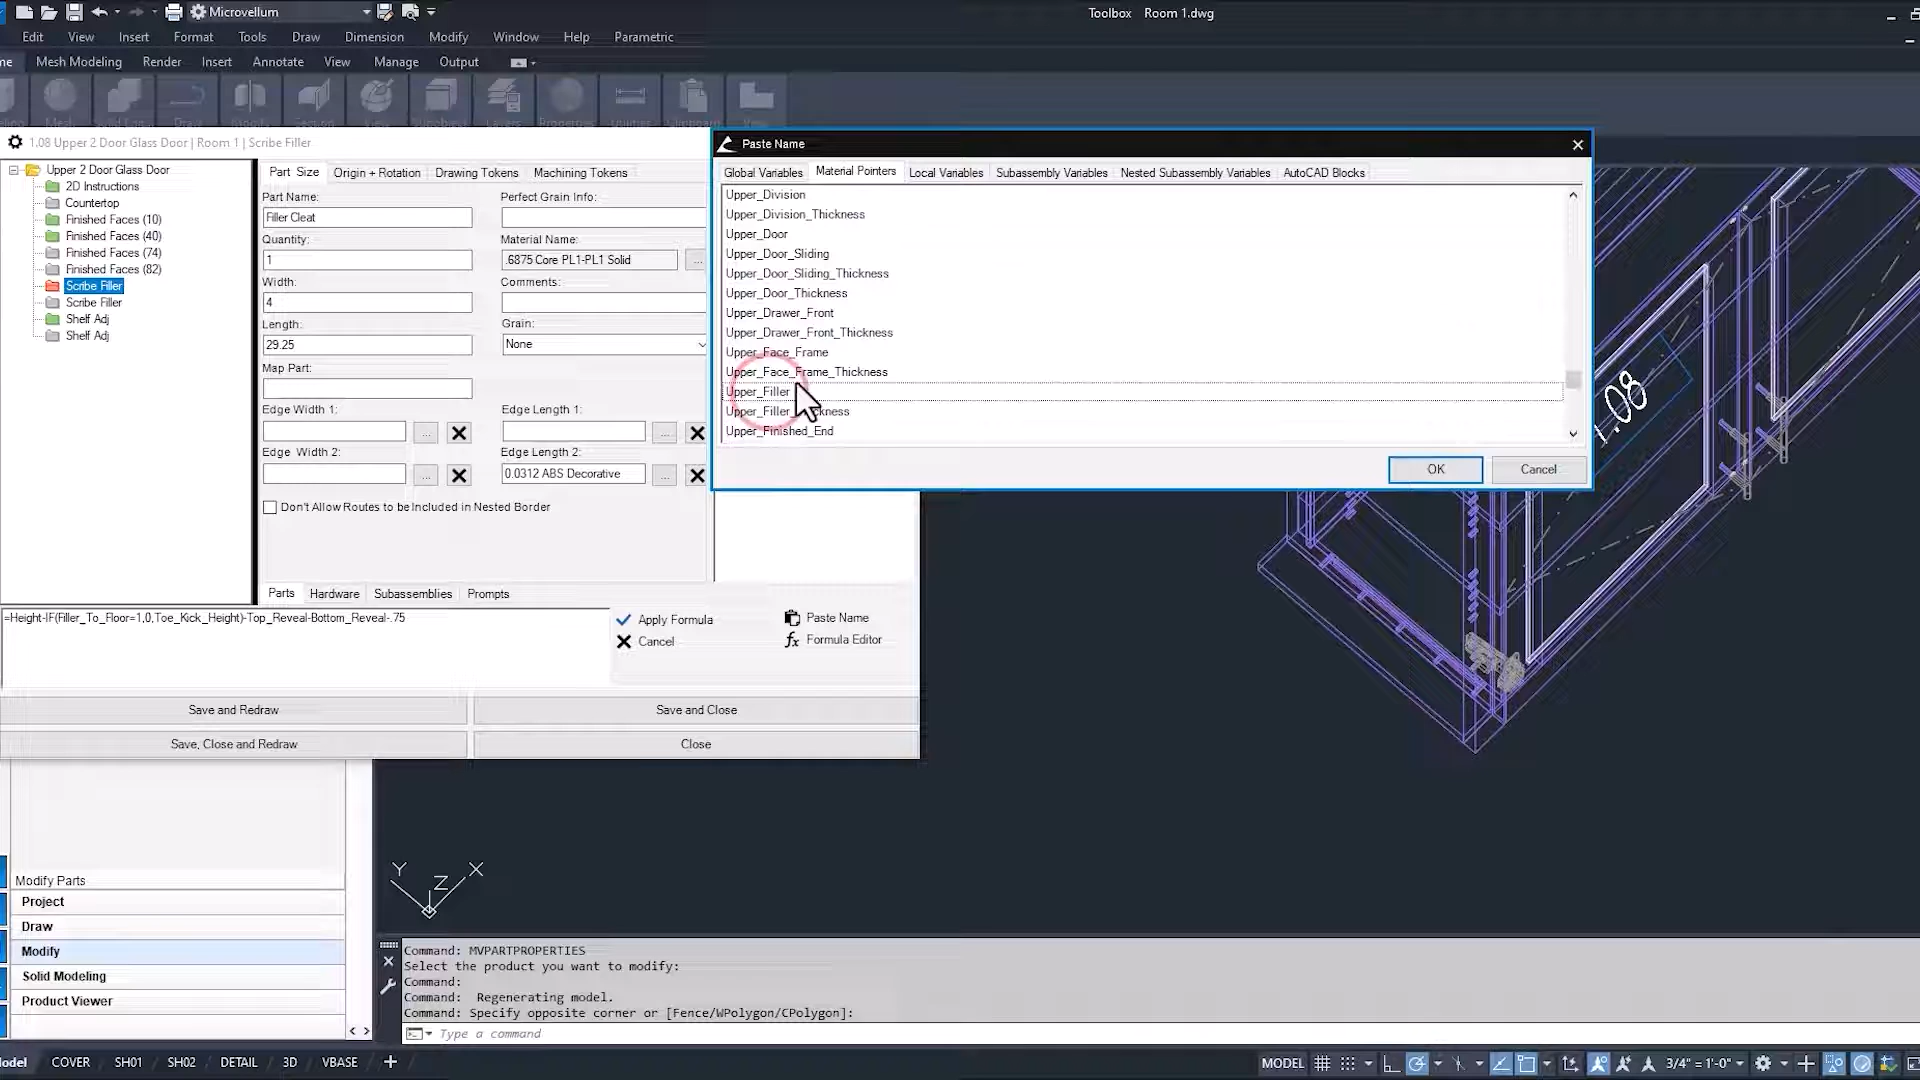 Microvellum
Toolbox Room 1.dwg
Edit View Insert Format Tools Draw Dimension Modify Window Help Parametric
Mesh Modeling Render Insert Annotate View Manage Output
1.08 Upper 2 Door Glass Door | Room 1 | Scribe Filler
Upper 2 Door Glass Door
2D Instructions
Countertop
Finished Faces (10)
Finished Faces (40)
Finished Faces (74)
Finished Faces (82)
Scribe Filler
Scribe Filler
Shelf Adj
Shelf Adj
Part Size Origin + Rotation Drawing Tokens Machining Tokens
Part Name: Perfect Grain Info:
Filler Cleat
Quantity: Material Name:
1 .6875 Core PL1-PL1 Solid ...
Width: Comments:
4
Length: Grain:
29.25 None
Map Part:
Edge Width 1: Edge Length 1:
... ...
Edge Width 2: Edge Length 2:
... 0.0312 ABS Decorative ...
Don't Allow Routes to be Included in Nested Border
Parts Hardware Subassemblies Prompts
=Height-IF(Filler_To_Floor=1,0,Toe_Kick_Height)-Top_Reveal-Bottom_Reveal-.75
Apply Formula Paste Name
Cancel fx Formula Editor
Save and Redraw Save and Close
Save, Close and Redraw Close
Paste Name
Global Variables Material Pointers Local Variables Subassembly Variables Nested Subassembly Variables AutoCAD Blocks
Upper_Division
Upper_Division_Thickness
Upper_Door
Upper_Door_Sliding
Upper_Door_Sliding_Thickness
Upper_Door_Thickness
Upper_Drawer_Front
Upper_Drawer_Front_Thickness
Upper_Face_Frame
Upper_Face_Frame_Thickness
Upper_Filler
Upper_Filler
Upper_Finished_End
OK Cancel
1.08
Modify Parts
Project
Draw
Modify
Solid Modeling
Product Viewer
Y Z X
Command: MVPARTPROPERTIES
Select the product you want to modify:
Command:
Command: Regenerating model.
Command: Specify opposite corner or [Fence/WPolygon/CPolygon]:
Type a command
COVER SH01 SH02 DETAIL 3D VBASE +
MODEL 3/4" = 1'-0"